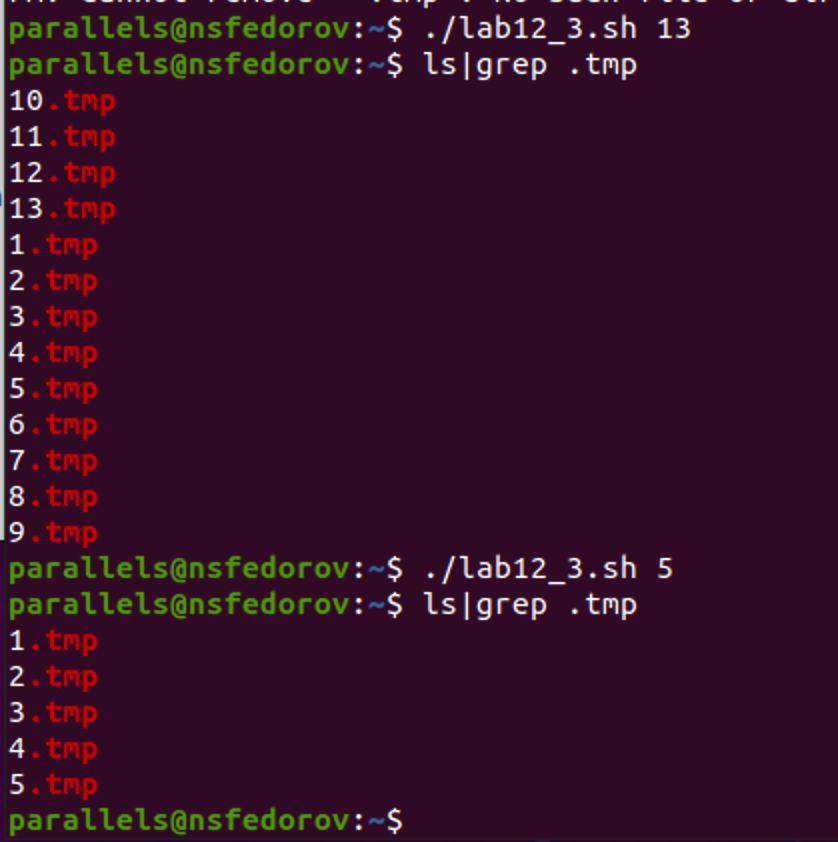 parallels@nsfedorov:~$ ./lab12_3.sh 13
parallels@nsfedorov:~$ ls|grep .tmp
10.tmp
11.tmp
12.tmp
13.tmp
1.tmp
2.tmp
3.tmp
4.tmp
5.tmp
6.tmp
7.tmp
8.tmp
9.tmp
parallels@nsfedorov:~$ ./lab12_3.sh 5
parallels@nsfedorov:~$ ls|grep .tmp
1.tmp
2.tmp
3.tmp
4.tmp
5.tmp
parallels@nsfedorov:~$